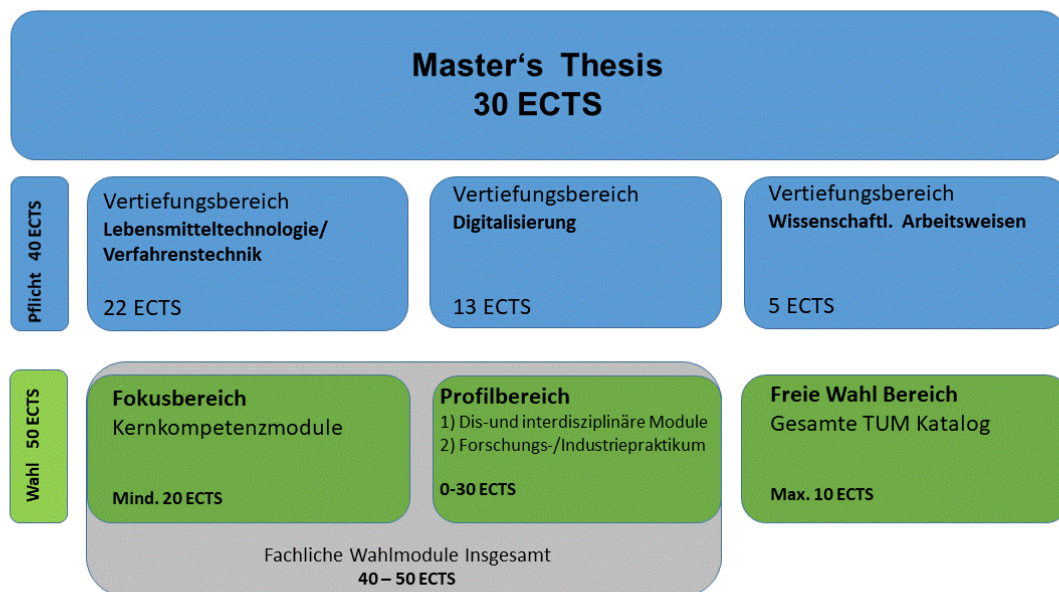 Master‘s Thesis
30 ECTS
Pflicht 40 ECTS
Vertiefungsbereich
Lebensmitteltechnologie/
Verfahrenstechnik
22 ECTS
Vertiefungsbereich
Digitalisierung
13 ECTS
Vertiefungsbereich
Wissenschaftl. Arbeitsweisen
5 ECTS
Wahl 50 ECTS
Fokusbereich
Kernkompetenzmodule
Mind. 20 ECTS
Profilbereich
1) Dis-und interdisziplinäre Module
2) Forschungs-/Industriepraktikum
0-30 ECTS
Freie Wahl Bereich
Gesamte TUM Katalog
Max. 10 ECTS
Fachliche Wahlmodule Insgesamt
40 – 50 ECTS